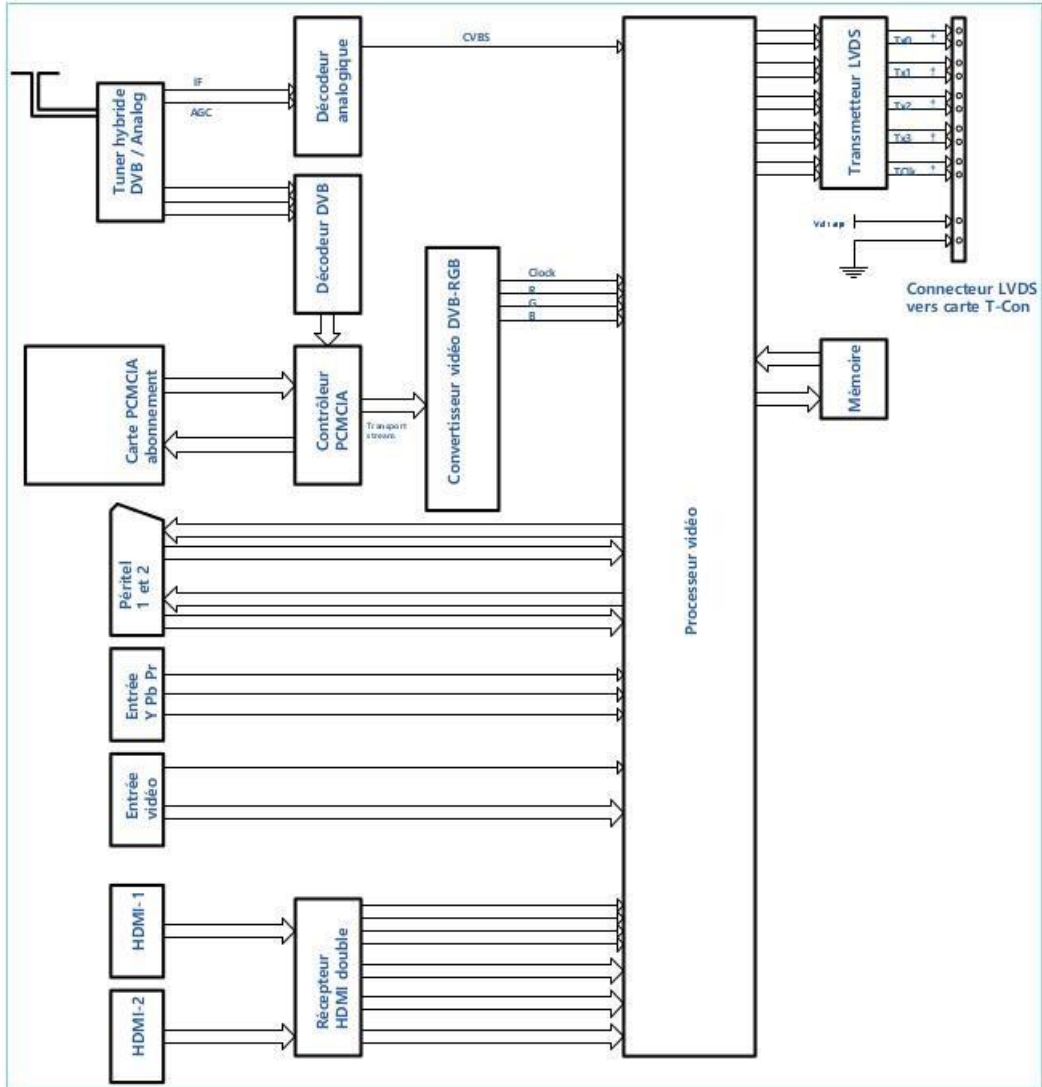 Tuner hybride
DVB / Analog
IF
AGC
Décodeur
analogique
CVBS
Décodeur DVB
Convertisseur vidéo DVB-RGB
Clock
R
G
B
Carte PCMCIA
abonnement
Contrôleur
PCMCIA
Transport
stream
Péritel
1 et 2
Entrée
Y Pb Pr
Entrée
vidéo
HDMI-1
HDMI-2
Récepteur
HDMI double
Processeur vidéo
Transmetteur LVDS
Tx0
Tx1
Tx2
Tx3
TClk
Connecteur LVDS
vers carte T-Con
Mémoire